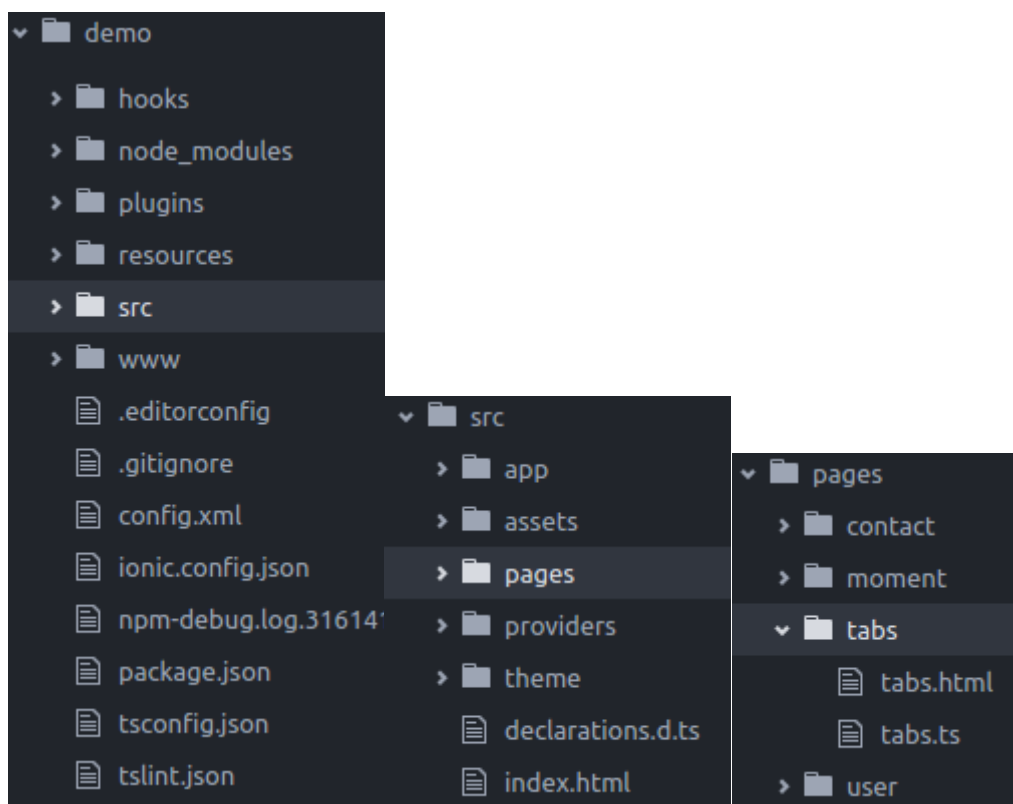 demo
hooks
node_modules
plugins
resources
src
www
.editorconfig
.gitignore
config.xml
ionic.config.json
npm-debug.log.316141
package.json
tsconfig.json
tslint.json
src
app
assets
pages
providers
theme
declarations.d.ts
index.html
pages
contact
moment
tabs
tabs.html
tabs.ts
user